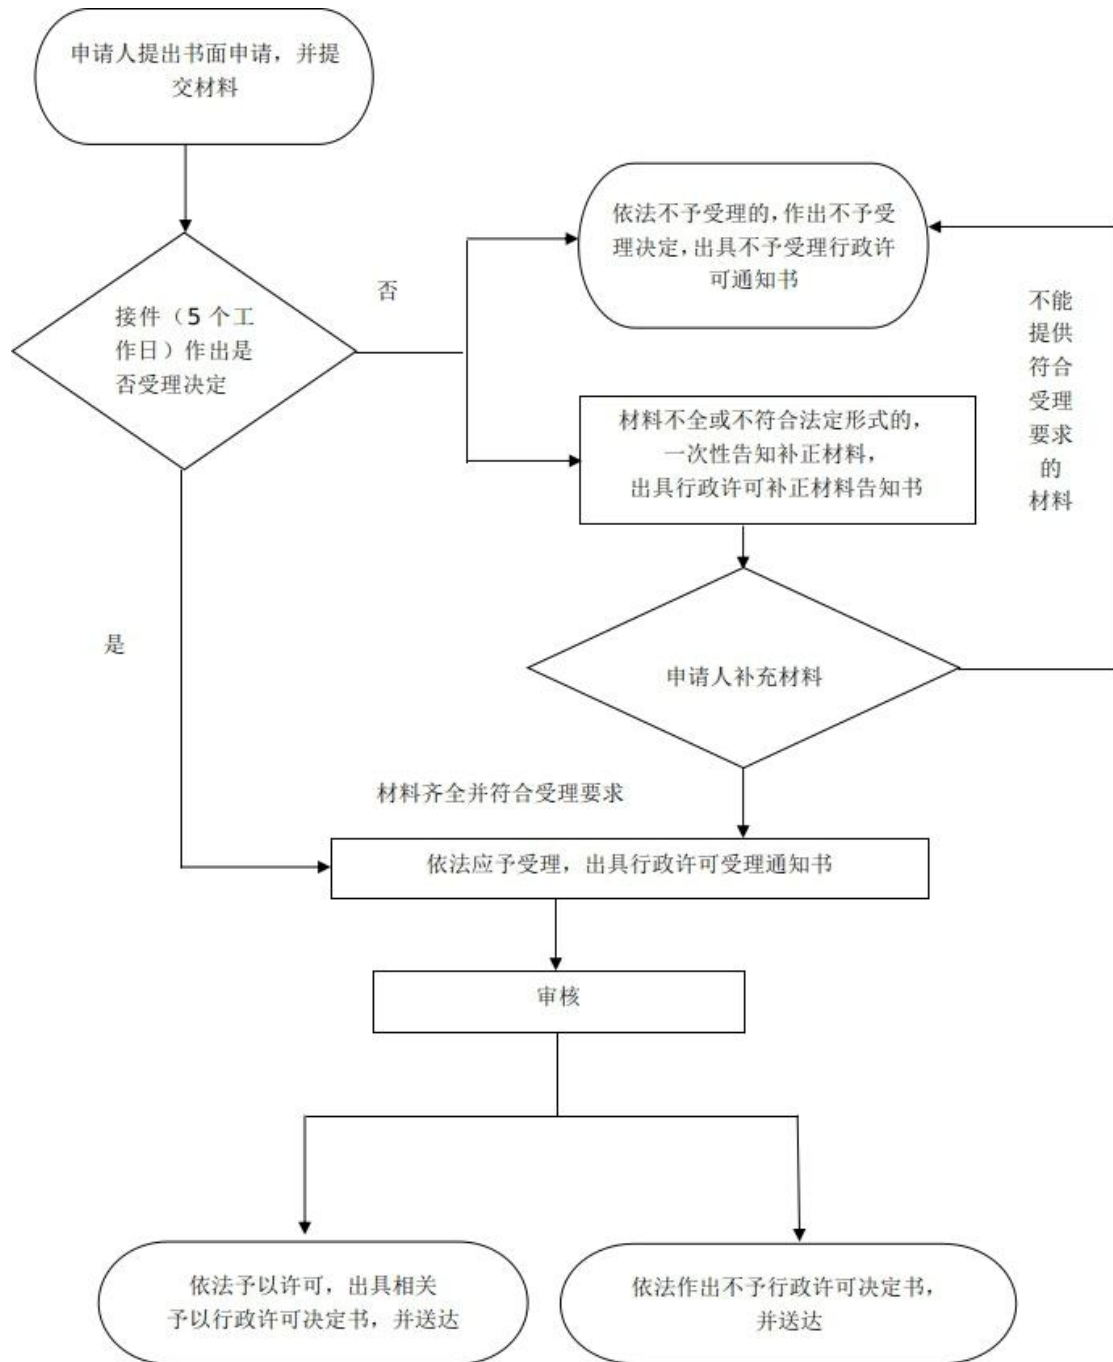 申请人提出书面申请，并提
交材料
依法不予受理的，作出不予受
理决定，出具不予受理行政许
可通知书
否
接件（5 个工
作日）作出是
否受理决定
不能
提供
符合
受理
要求
的
材料
材料不全或不符合法定形式的，
一次性告知补正材料，
出具行政许可补正材料告知书
是
申请人补充材料
材料齐全并符合受理要求
依法应予受理，出具行政许可受理通知书
审核
依法予以许可，出具相关
予以行政许可决定书，并送达
依法作出不予行政许可决定书，
并送达